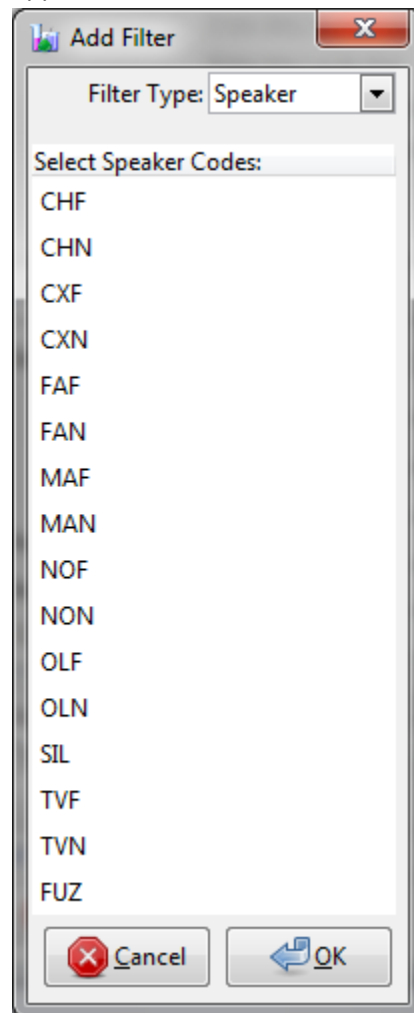 Add Filter
Filter Type: Speaker
Select Speaker Codes:
CHF
CHN
CXF
CXN
FAF
FAN
MAF
MAN
NOF
NON
OLF
OLN
SIL
TVF
TVN
FUZ
Cancel OK